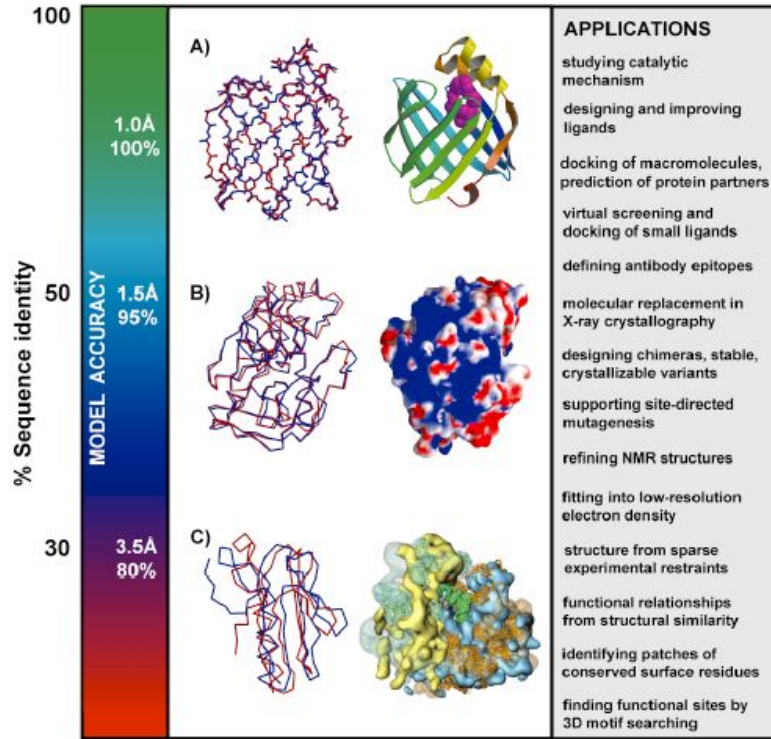 100
50
30
% Sequence identity
MODEL ACCURACY
1.0Å
100%
1.5Å
95%
3.5Å
80%
A)
B)
C)
APPLICATIONS
studying catalytic
mechanism
designing and improving
ligands
docking of macromolecules,
prediction of protein partners
virtual screening and
docking of small ligands
defining antibody epitopes
molecular replacement in
X-ray crystallography
designing chimeras, stable,
crystallizable variants
supporting site-directed
mutagenesis
refining NMR structures
fitting into low-resolution
electron density
structure from sparse
experimental restraints
functional relationships
from structural similarity
identifying patches of
conserved surface residues
finding functional sites by
3D motif searching